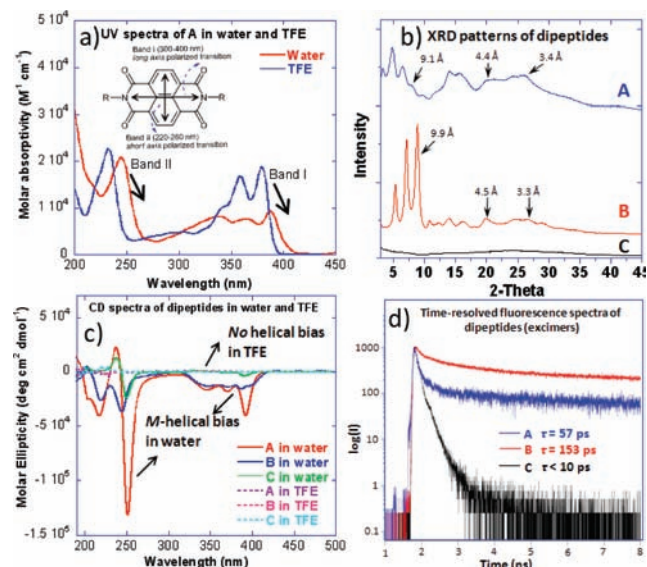 a) UV spectra of A in water and TFE
Band I (300-400 nm)
long axis polarized transition
Water
TFE
O
O
R-N
N-R
O
O
Band II (220-260 nm)
short axis polarized transition
Band II
Band I
Molar absorptivity (M⁻¹ cm⁻¹)
5 10⁴
4 10⁴
3 10⁴
2 10⁴
1 10⁴
0
200 250 300 350 400 450 500
Wavelength (nm)
b) XRD patterns of dipeptides
9.1 Å
4.4 Å
3.4 Å
A
9.9 Å
4.5 Å
3.3 Å
B
C
Intensity
5 10 15 20 25 30 35 40 45
2-Theta
CD spectra of dipeptides in water and TFE
c)
No helical bias
in TFE
M-helical bias
in water
A in water
B in water
C in water
A in TFE
B in TFE
C in TFE
Molar Ellipticity (deg cm² dmol⁻¹)
5 10⁴
0
-5 10⁴
-1 10⁵
-1.5 10⁵
200 250 300 350 400 450 500
Wavelength (nm)
d)
Time-resolved fluorescence spectra of
dipeptides (excimers)
A τ = 57 ps
B τ = 153 ps
C τ < 10 ps
log(I)
1000
100
10
1
0.1
1 2 3 4 5 6 7 8
Time (ns)